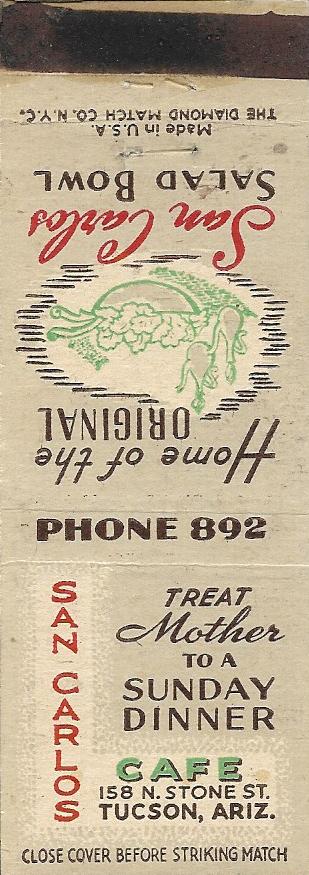 Home of the
ORIGINAL
San Carlos
SALAD BOWL
Made in U.S.A.
THE DIAMOND MATCH CO. N.Y.C.
PHONE 892
SAN CARLOS
TREAT
Mother
TO A
SUNDAY
DINNER
CAFE
158 N. STONE ST.
TUCSON, ARIZ.
CLOSE COVER BEFORE STRIKING MATCH